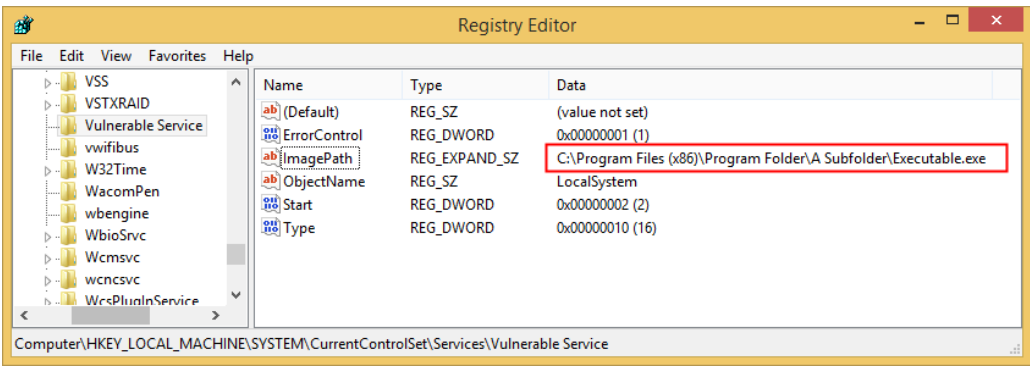 Registry Editor
File Edit View Favorites Help
VSS
VSTXRAID
Vulnerable Service
vwifibus
W32Time
WacomPen
wbengine
WbioSrvc
Wcmsvc
wcncsvc
WcsPlugInService
Name Type Data
(Default) REG_SZ (value not set)
ErrorControl REG_DWORD 0x00000001 (1)
ImagePath REG_EXPAND_SZ C:\Program Files (x86)\Program Folder\A Subfolder\Executable.exe
ObjectName REG_SZ LocalSystem
Start REG_DWORD 0x00000002 (2)
Type REG_DWORD 0x00000010 (16)
Computer\HKEY_LOCAL_MACHINE\SYSTEM\CurrentControlSet\Services\Vulnerable Service